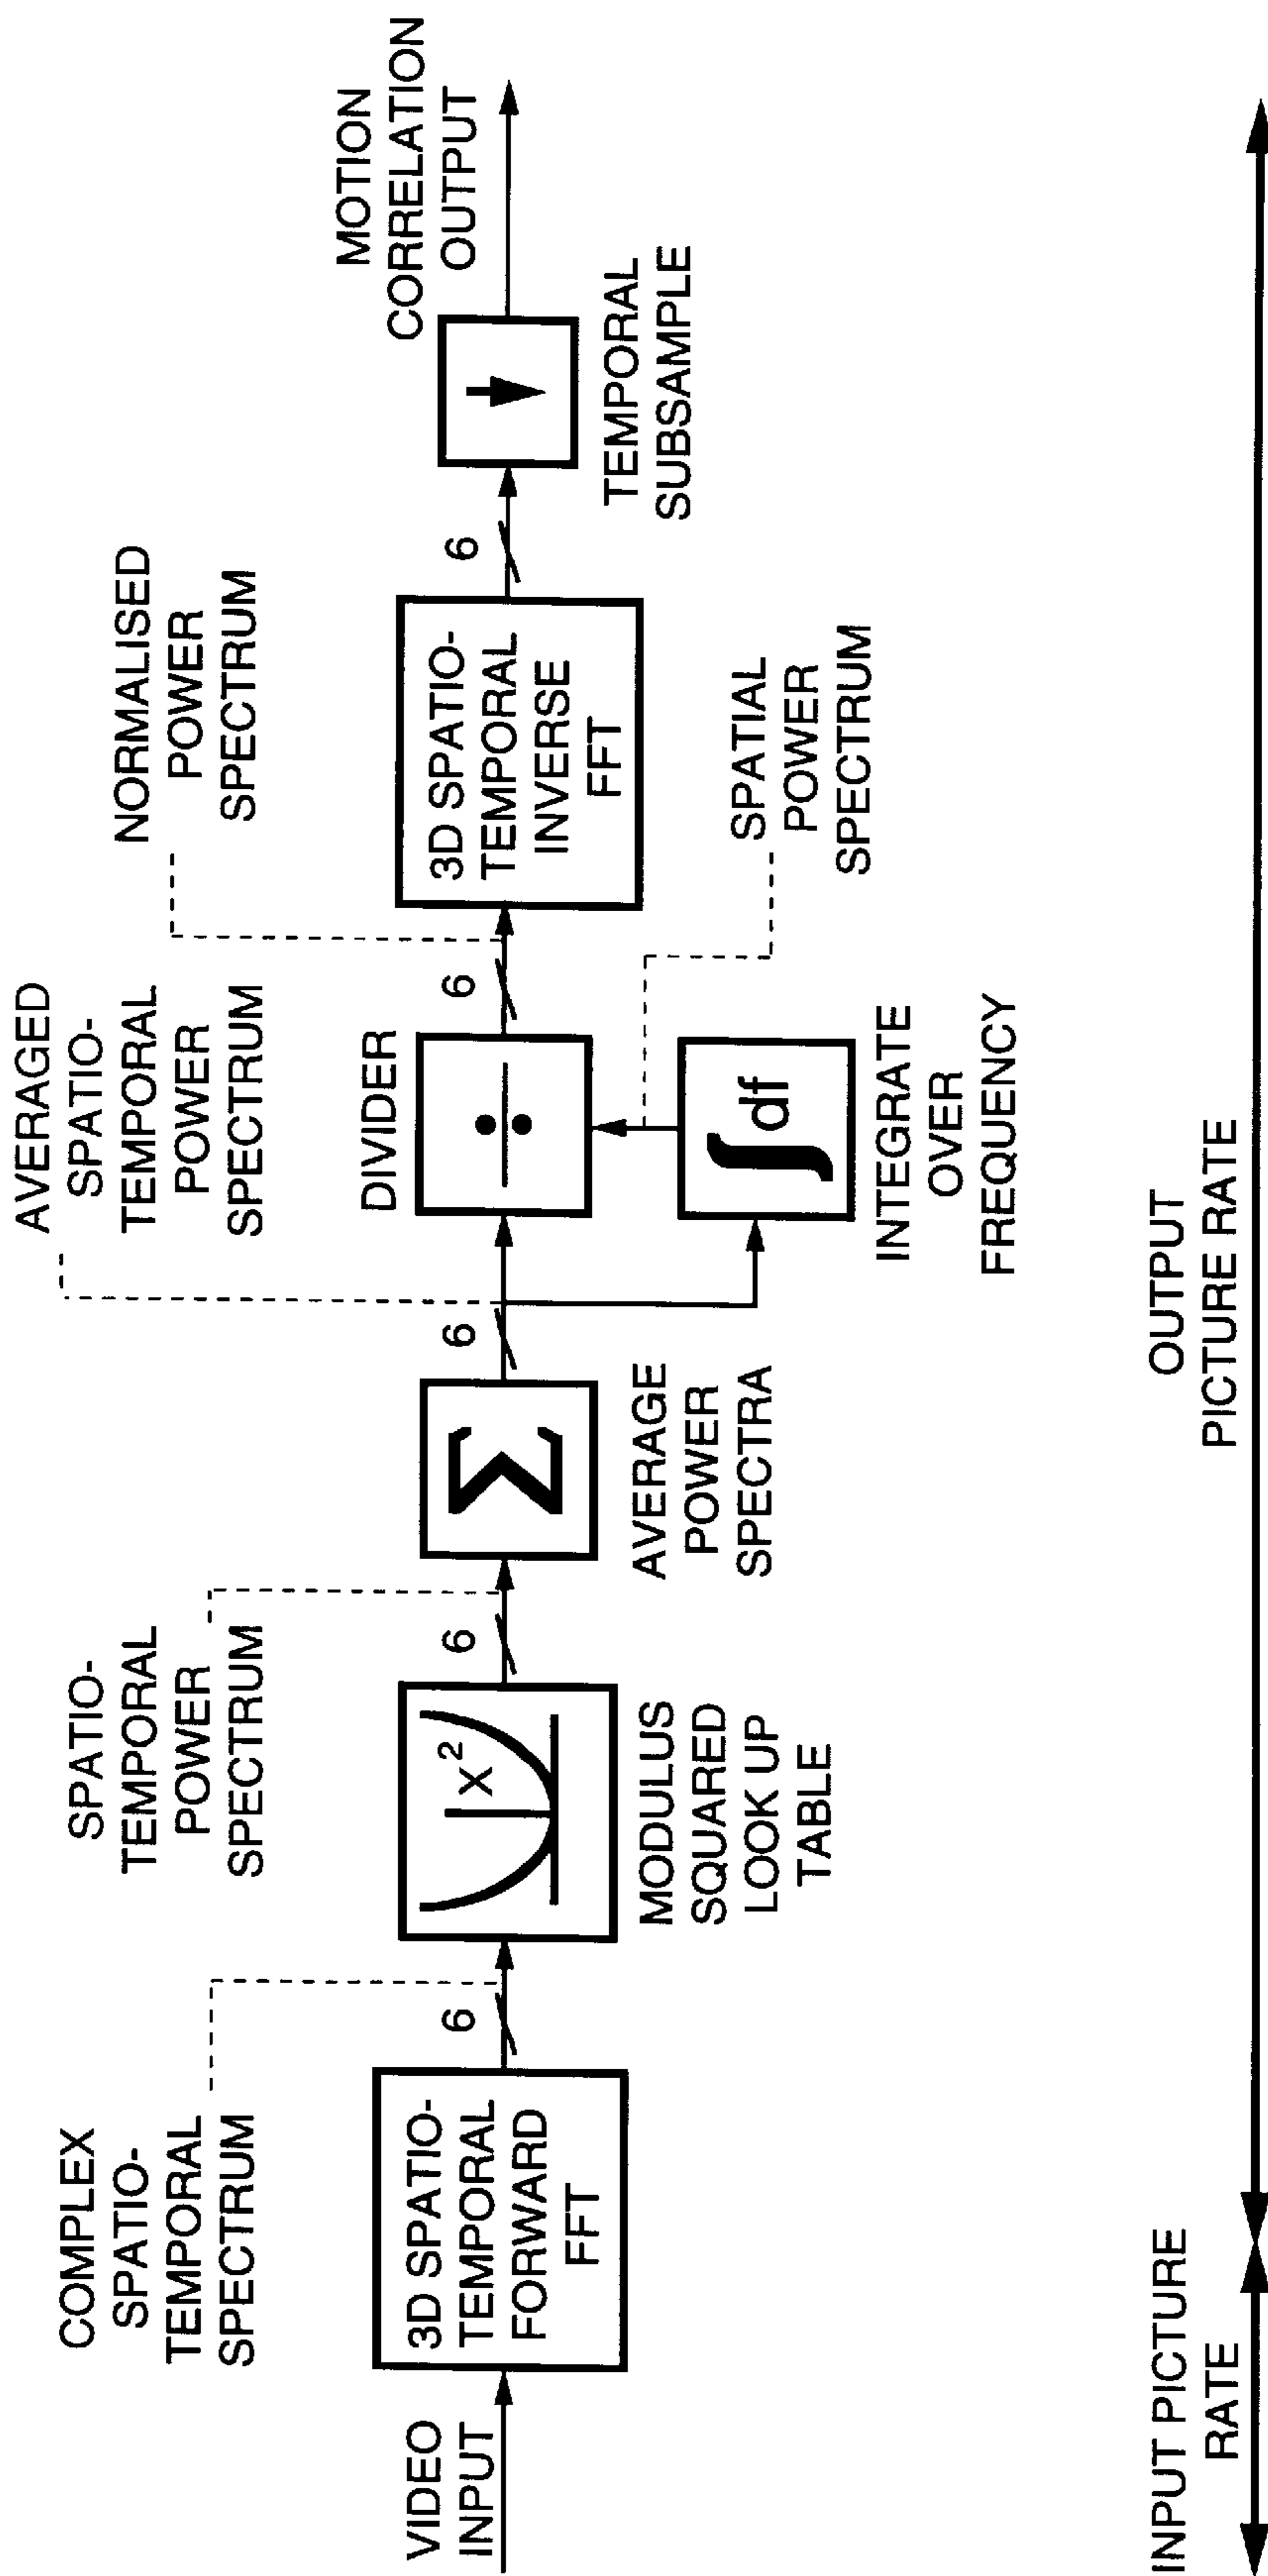 VIDEO
INPUT
3D SPATIO-
TEMPORAL
FORWARD
FFT
6
COMPLEX
SPATIO-
TEMPORAL
SPECTRUM
X²
MODULUS
SQUARED
LOOK UP
TABLE
6
SPATIO-
TEMPORAL
POWER
SPECTRUM
Σ
AVERAGE
POWER
SPECTRA
6
AVERAGED
SPATIO-
TEMPORAL
POWER
SPECTRUM
DIVIDER
÷
∫ df
INTEGRATE
OVER
FREQUENCY
6
NORMALISED
POWER
SPECTRUM
SPATIAL
POWER
SPECTRUM
3D SPATIO-
TEMPORAL
INVERSE
FFT
6
TEMPORAL
SUBSAMPLE
MOTION
CORRELATION
OUTPUT
INPUT PICTURE
RATE
OUTPUT
PICTURE RATE